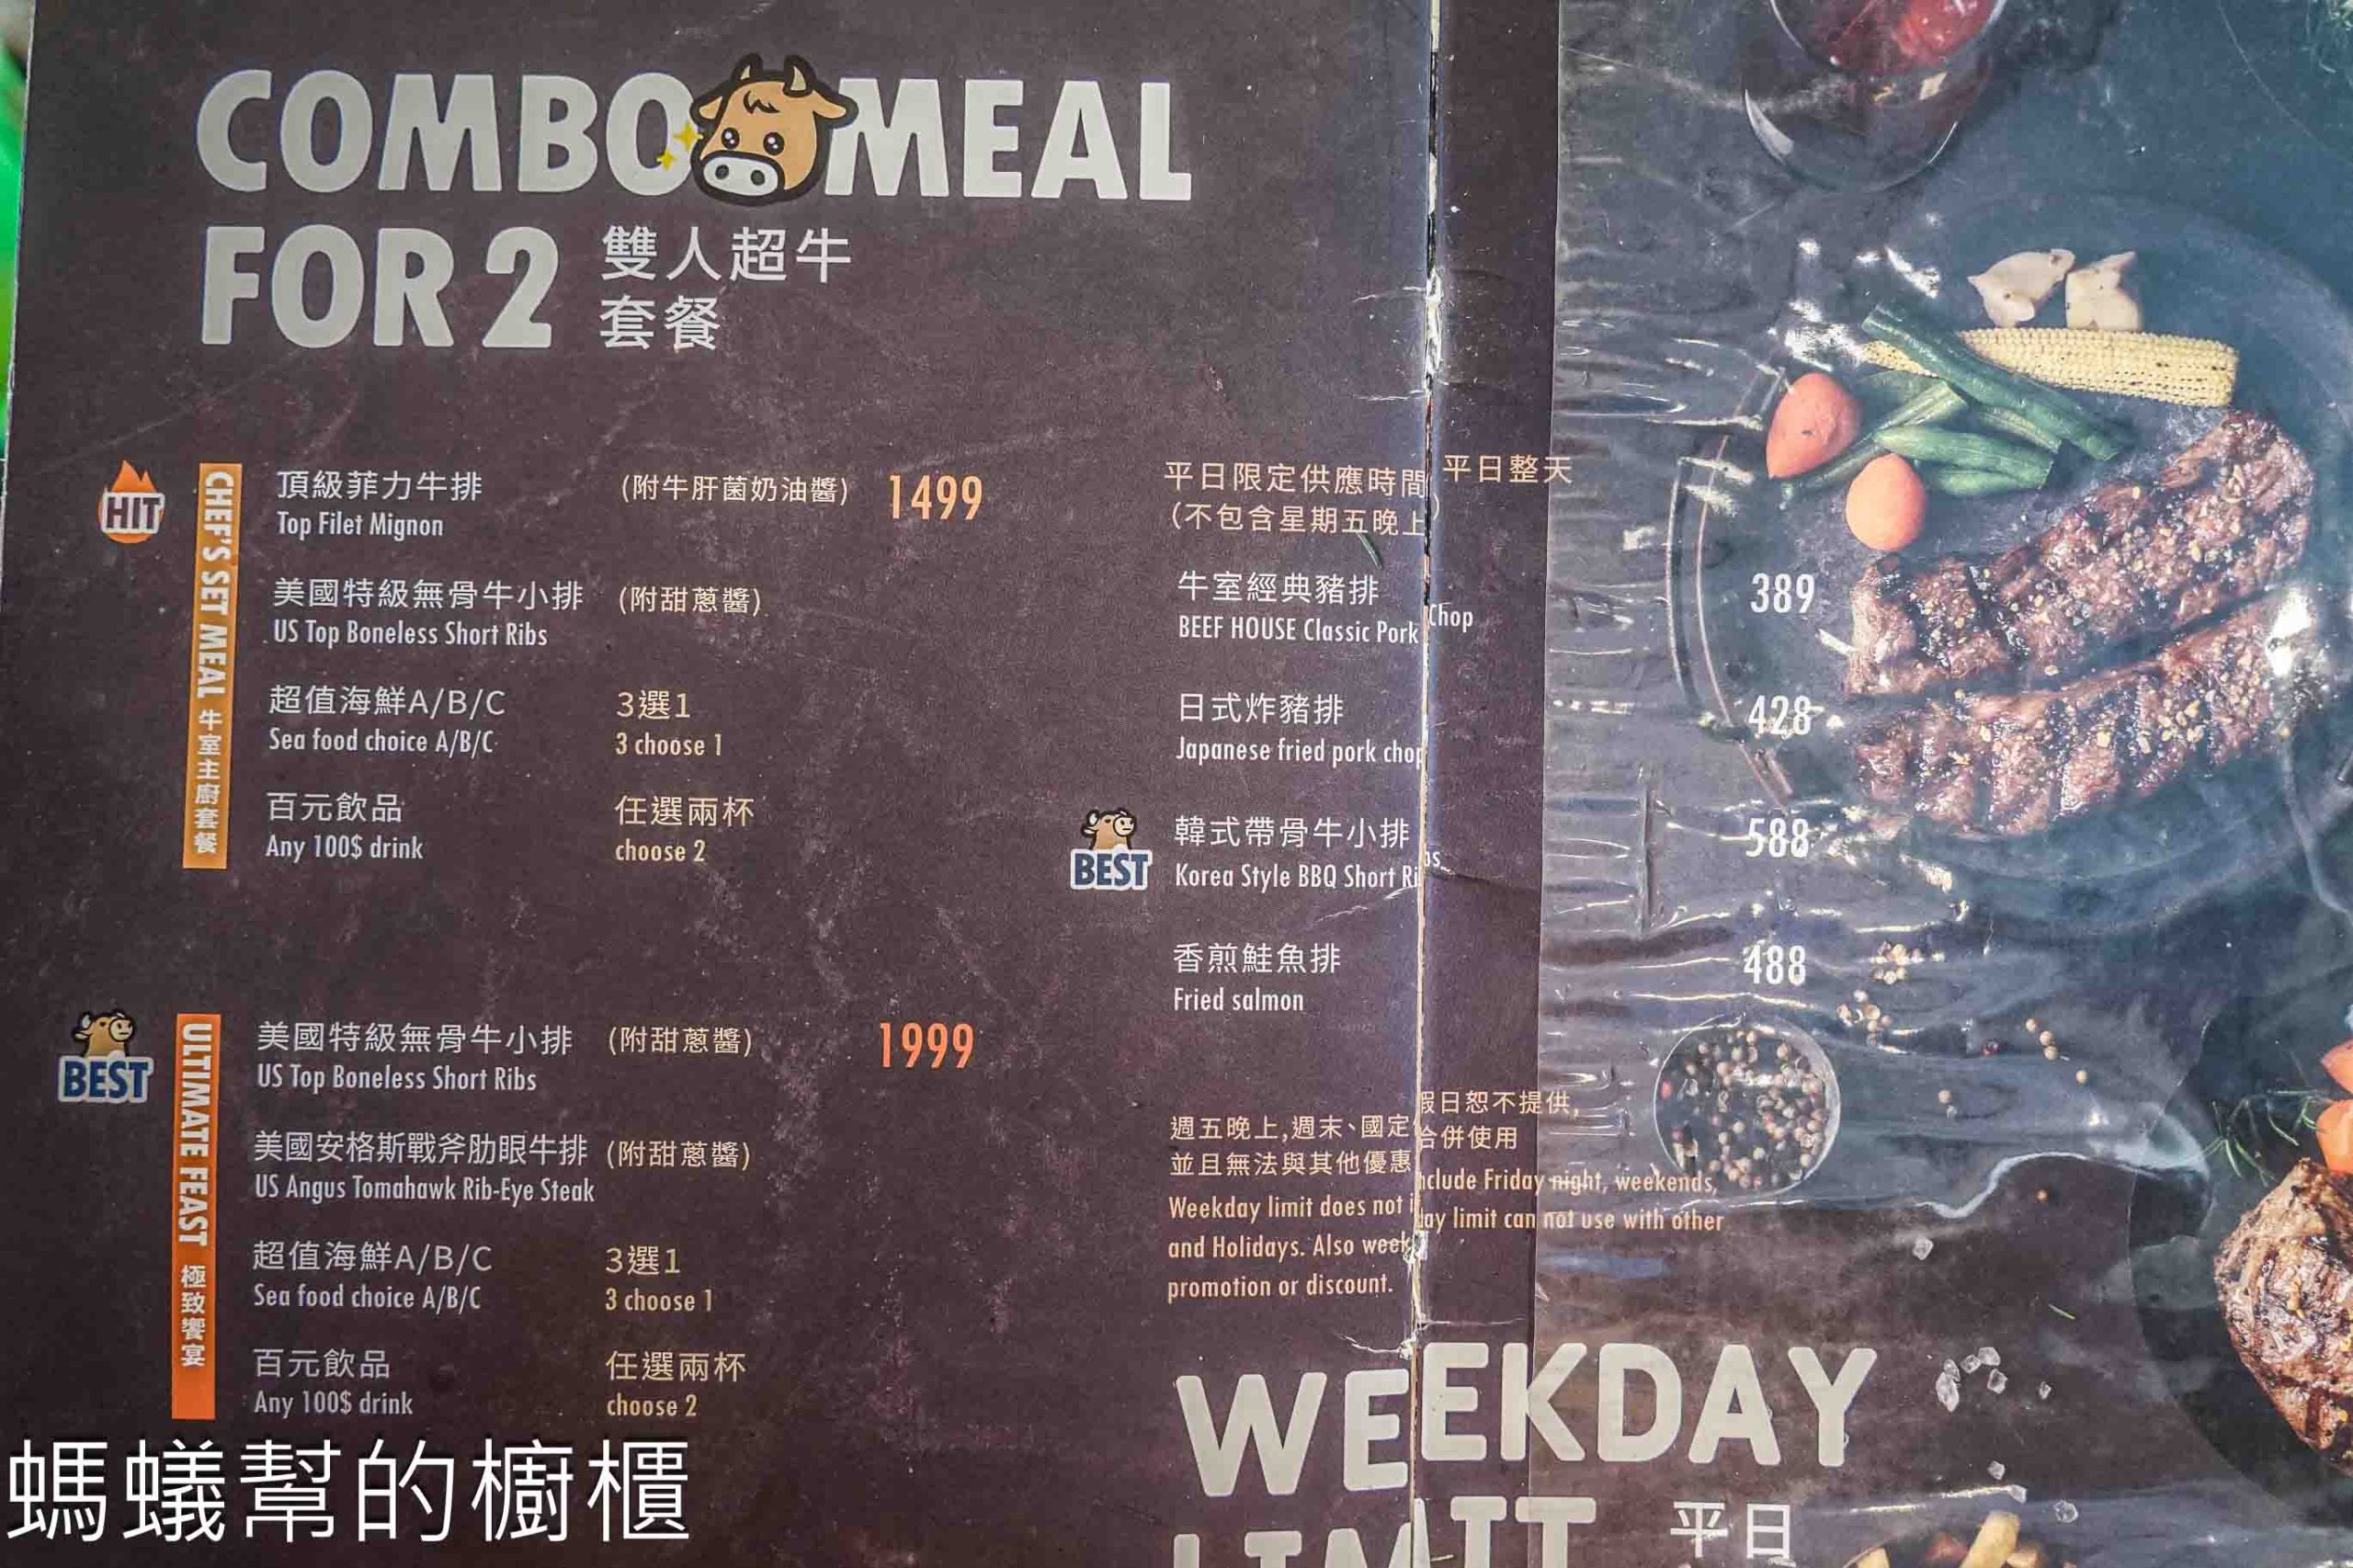 COMBO MEAL
FOR 2 雙人超牛
套餐
HIT
CHEF'S SET MEAL 牛室主廚套餐
頂級菲力牛排 (附牛肝菌奶油醬) 1499
Top Filet Mignon
美國特級無骨牛小排 (附甜蔥醬)
US Top Boneless Short Ribs
超值海鮮A/B/C 3選1
Sea food choice A/B/C 3 choose 1
百元飲品 任選兩杯
Any 100$ drink choose 2
BEST
ULTIMATE FEAST 極致饗宴
美國特級無骨牛小排 (附甜蔥醬) 1999
US Top Boneless Short Ribs
美國安格斯戰斧肋眼牛排 (附甜蔥醬)
US Angus Tomahawk Rib-Eye Steak
超值海鮮A/B/C 3選1
Sea food choice A/B/C 3 choose 1
百元飲品 任選兩杯
Any 100$ drink choose 2
平日限定供應時間 平日整天
(不包含星期五晚上)
牛室經典豬排 389
BEEF HOUSE Classic Pork Chop
日式炸豬排 428
Japanese fried pork chop
BEST
韓式帶骨牛小排 588
Korea Style BBQ Short Ribs
香煎鮭魚排 488
Fried salmon
週五晚上,週末、國定假日恕不提供,
並且無法與其他優惠合併使用
Weekday limit does not include Friday night, weekends,
and Holidays. Also weekday limit can not use with other
promotion or discount.
WEEKDAY
LIMIT 平日
螞蟻幫的櫥櫃